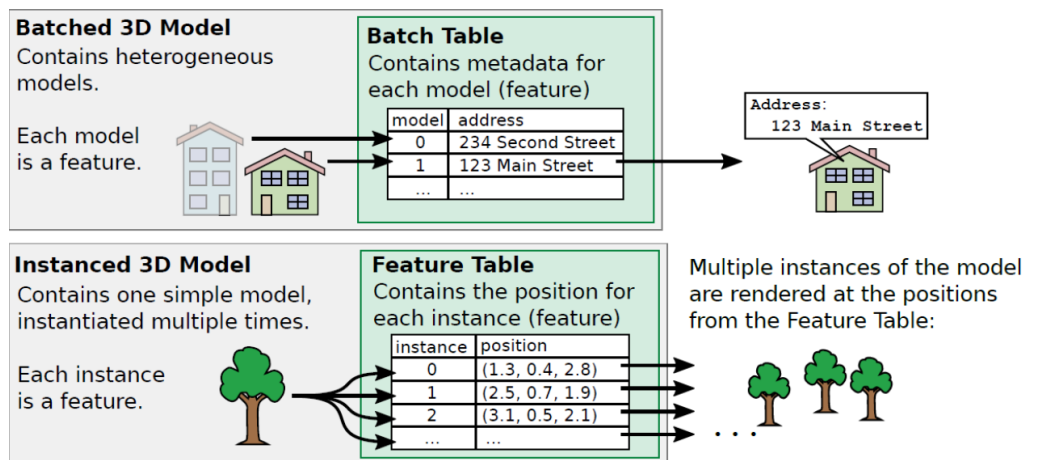 Batched 3D Model
Contains heterogeneous
models.
Each model
is a feature.
Batch Table
Contains metadata for
each model (feature)
model address
0 234 Second Street
1 123 Main Street
... ...
Address:
123 Main Street
Instanced 3D Model
Contains one simple model,
instantiated multiple times.
Each instance
is a feature.
Feature Table
Contains the position for
each instance (feature)
instance position
0 (1.3, 0.4, 2.8)
1 (2.5, 0.7, 1.9)
2 (3.1, 0.5, 2.1)
... ...
Multiple instances of the model
are rendered at the positions
from the Feature Table:
. . .